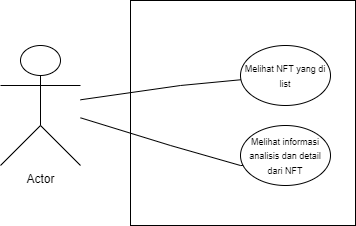 Melihat NFT yang di
list
Melihat informasi
analisis dan detail
dari NFT
Actor